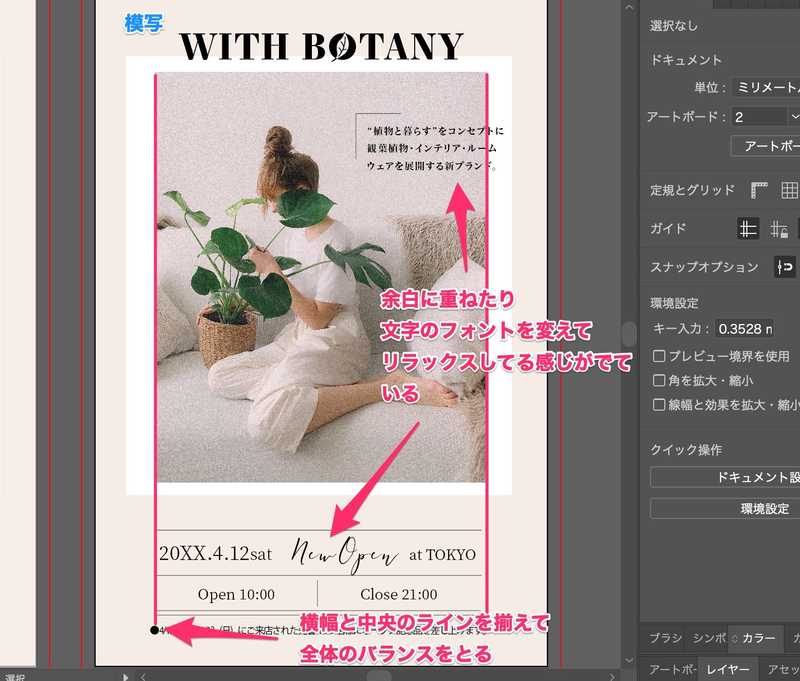 模写
WITH BOTANY
“植物と暮らす”をコンセプトに
観葉植物・インテリア・ルーム
ウェアを展開する新ブランド。
余白に重ねたり
文字のフォントを変えて
リラックスしてる感じがでて
いる
20XX.4.12sat New Open at TOKYO
Open 10:00 Close 21:00
(日)にご来店された
横幅と中央のラインを揃えて
全体のバランスをとる
選択なし
ドキュメント
単位: ミリメート
アートボード: 2
アートボー
定規とグリッド
ガイド
スナップオプション
環境設定
キー入力: 0.3528
プレビュー境界を使用
角を拡大・縮小
線幅と効果を拡大・縮小
クイック操作
ドキュメント設
環境設定
ブラシ シンボ カラー
アートボ レイヤー アセッ
選択